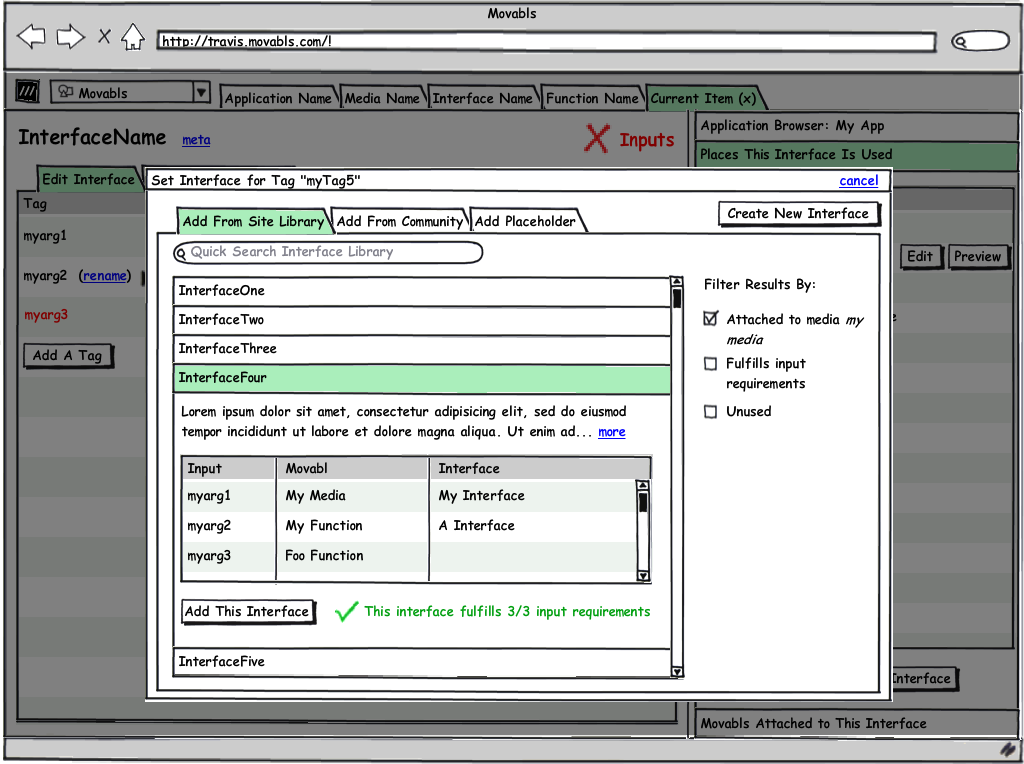 Movabls
http://travis.movabls.com/!
Movabls
Application Name
Media Name
Interface Name
Function Name
Current Item (x)
InterfaceName meta
Inputs
Application Browser: My App
Places This Interface Is Used
Edit Interface
Tag
myarg1
myarg2 (rename)
myarg3
Add A Tag
Edit
Preview
Set Interface for Tag "myTag5"
cancel
Add From Site Library
Add From Community
Add Placeholder
Create New Interface
Quick Search Interface Library
InterfaceOne
InterfaceTwo
InterfaceThree
InterfaceFour
Lorem ipsum dolor sit amet, consectetur adipisicing elit, sed do eiusmod
tempor incididunt ut labore et dolore magna aliqua. Ut enim ad... more
Input Movabl Interface
myarg1 My Media My Interface
myarg2 My Function A Interface
myarg3 Foo Function
Add This Interface
This interface fulfills 3/3 input requirements
InterfaceFive
Filter Results By:
Attached to media my
media
Fulfills input
requirements
Unused
Interface
Movabls Attached to This Interface